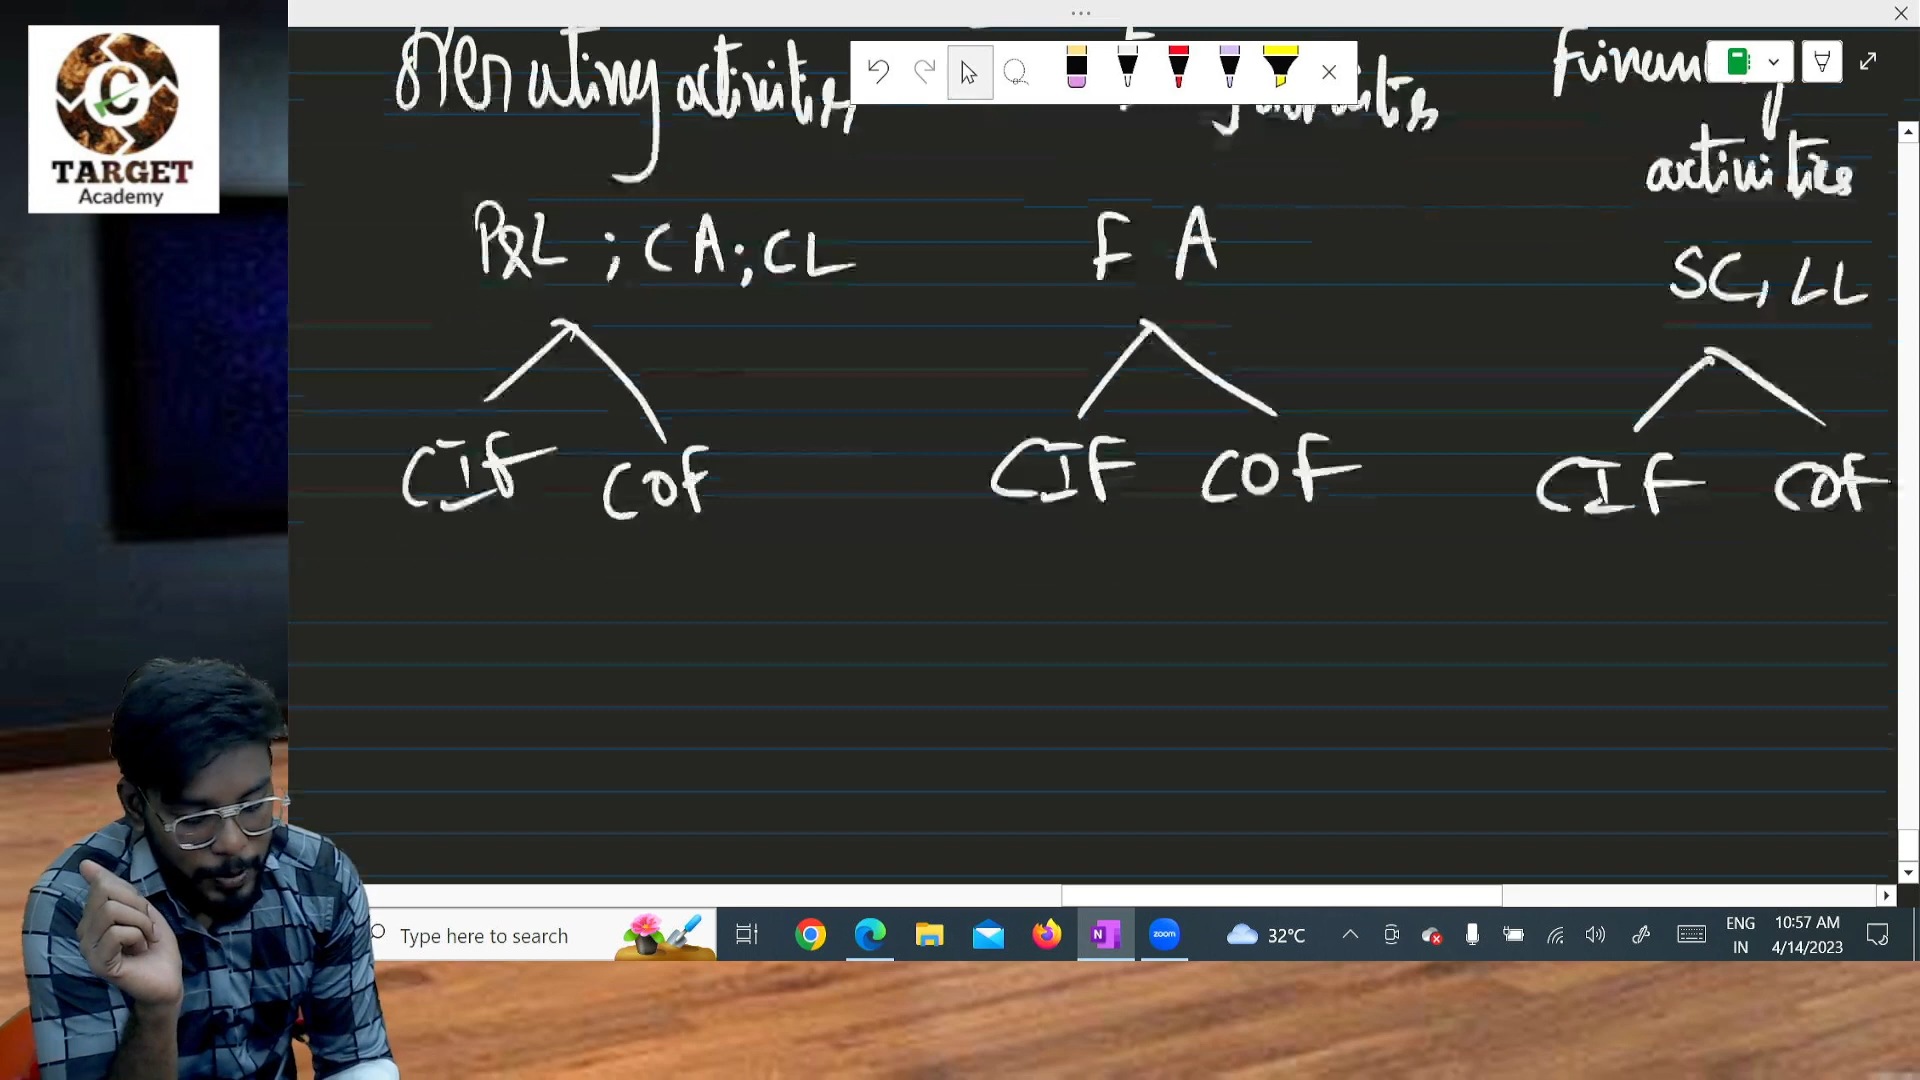 TARGET
Academy
Operating activities
Financing
activities
P&L ; CA ; CL
F A
SC, LL
CIF COF
CIF COF
CIF COF
Type here to search
zoom
32°C
ENG
IN
10:57 AM
4/14/2023